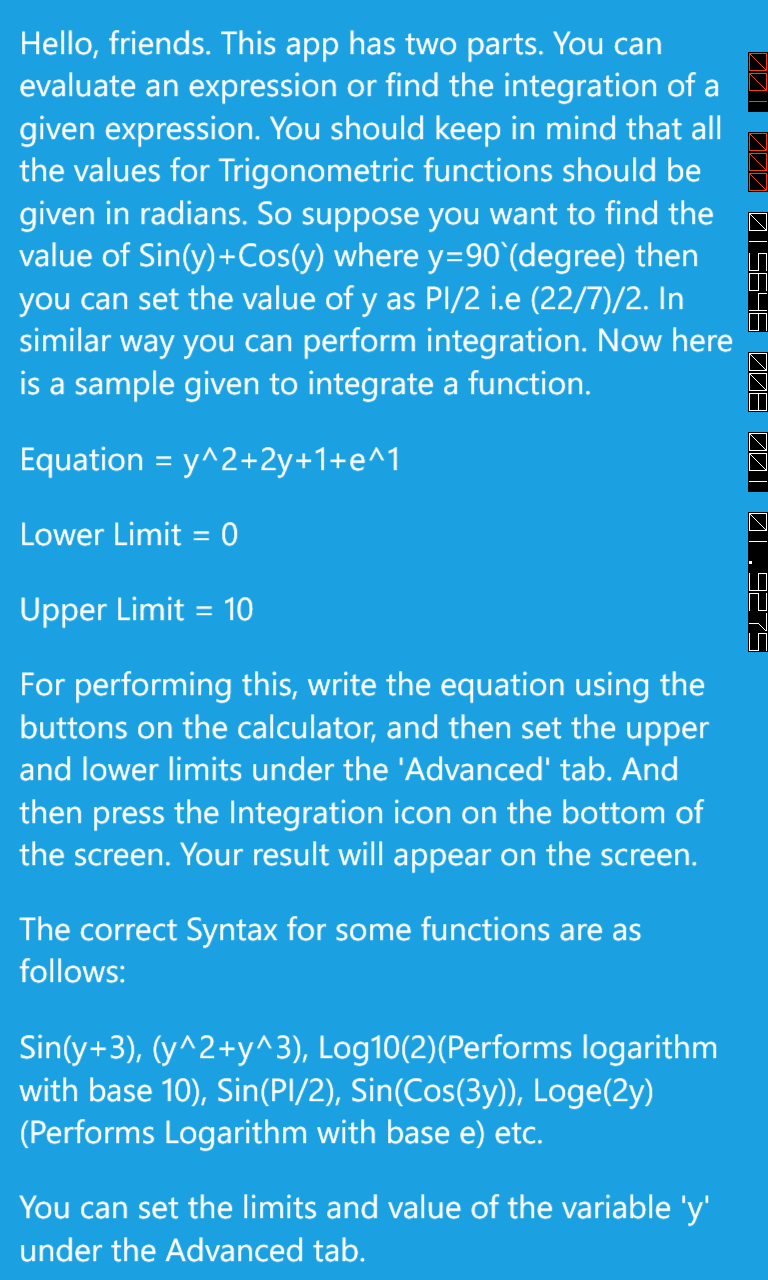 Hello, friends. This app has two parts. You can
evaluate an expression or find the integration of a
given expression. You should keep in mind that all
the values for Trigonometric functions should be
given in radians. So suppose you want to find the
value of Sin(y)+Cos(y) where y=90`(degree) then
you can set the value of y as PI/2 i.e (22/7)/2. In
similar way you can perform integration. Now here
is a sample given to integrate a function.
Equation = y^2+2y+1+e^1
Lower Limit = 0
Upper Limit = 10
For performing this, write the equation using the
buttons on the calculator, and then set the upper
and lower limits under the 'Advanced' tab. And
then press the Integration icon on the bottom of
the screen. Your result will appear on the screen.
The correct Syntax for some functions are as
follows:
Sin(y+3), (y^2+y^3), Log10(2)(Performs logarithm
with base 10), Sin(PI/2), Sin(Cos(3y)), Loge(2y)
(Performs Logarithm with base e) etc.
You can set the limits and value of the variable 'y'
under the Advanced tab.